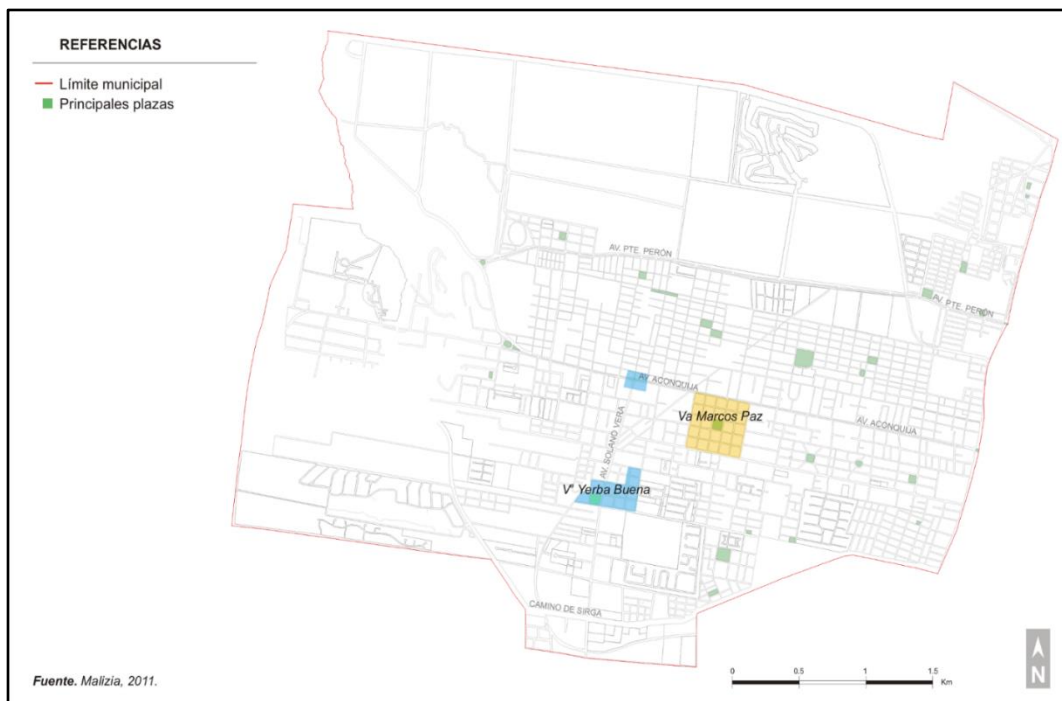 REFERENCIAS
Límite municipal
Principales plazas
AV. PTE. PERÓN
AV. PTE. PERÓN
AV. ACONQUIJA
Va Marcos Paz
AV. ACONQUIJA
AV. SOLANO VERA
Vª Yerba Buena
CAMINO DE SIRGA
Fuente. Malizia, 2011.
0 0.5 1 1.5
Km
N